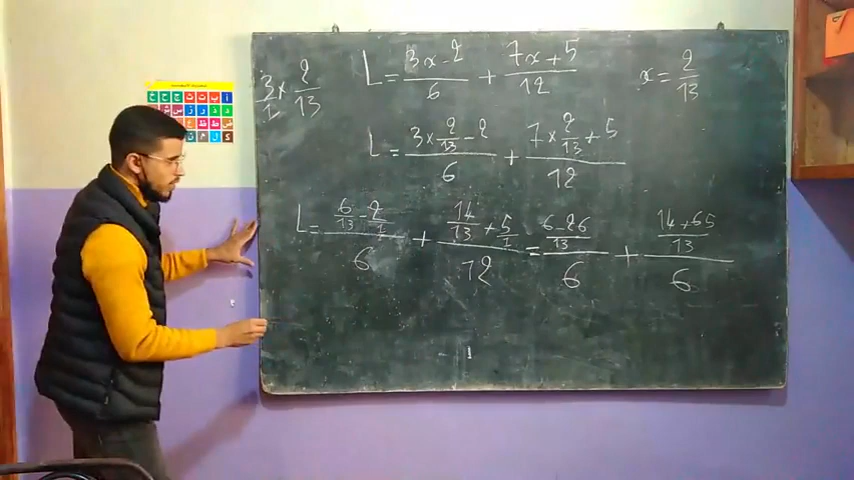 3/1 × 2/13
L = (3x - 2)/6 + (7x + 5)/12
x = 2/13
L = (3 × 2/13 - 2)/6 + (7 × 2/13 + 5)/12
L = (6/13 - 2/1)/6 + (14/13 + 5/1)/12 = ((6 - 26)/13)/6 + ((14 + 65)/13)/6